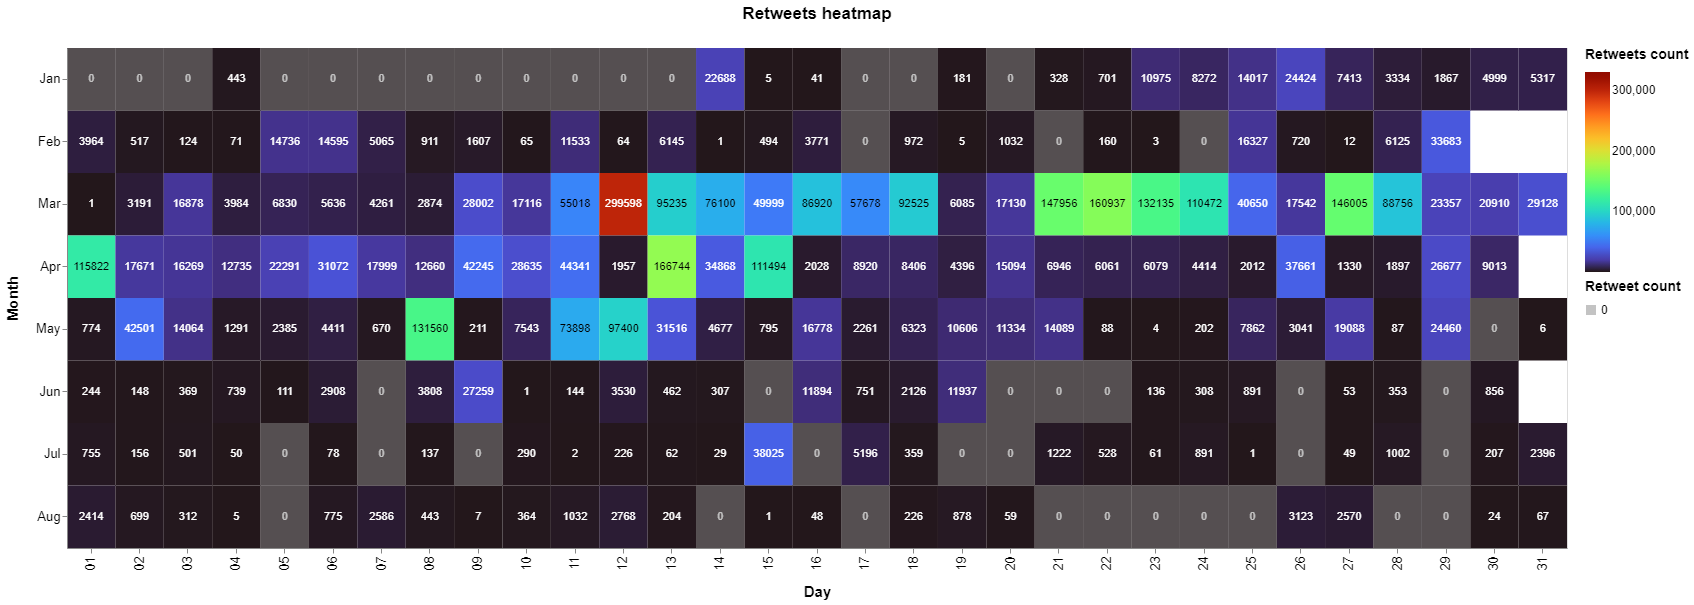 Retweets heatmap
Jan 0 0 0 443 0 0 0 0 0 0 0 0 0 22688 5 41 0 0 181 0 328 701 10975 8272 14017 24424 7413 3334 1867 4999 5317
Feb 3964 517 124 71 14736 14595 5065 911 1607 65 11533 64 6145 1 494 3771 0 972 5 1032 0 160 3 0 16327 720 12 6125 33683
Mar 1 3191 16878 3984 6830 5636 4261 2874 28002 17116 55018 299598 95235 76100 49999 86920 57678 92525 6085 17130 147956 160937 132135 110472 40650 17542 146005 88756 23357 20910 29128
Apr 115822 17671 16269 12735 22291 31072 17999 12660 42245 28635 44341 1957 166744 34868 111494 2028 8920 8406 4396 15094 6946 6061 6079 4414 2012 37661 1330 1897 26677 9013
May 774 42501 14064 1291 2385 4411 670 131560 211 7543 73898 97400 31516 4677 795 16778 2261 6323 10606 11334 14089 88 4 202 7862 3041 19088 87 24460 0 6
Jun 244 148 369 739 111 2908 0 3808 27259 1 144 3530 462 307 0 11894 751 2126 11937 0 0 0 136 308 891 0 53 353 0 856
Jul 755 156 501 50 0 78 0 137 0 290 2 226 62 29 38025 0 5196 359 0 0 1222 528 61 891 1 0 49 1002 0 207 2396
Aug 2414 699 312 5 0 775 2586 443 7 364 1032 2768 204 0 1 48 0 226 878 59 0 0 0 0 0 3123 2570 0 0 24 67
01 02 03 04 05 06 07 08 09 10 11 12 13 14 15 16 17 18 19 20 21 22 23 24 25 26 27 28 29 30 31
Day
Month
Retweets count
300,000
200,000
100,000
Retweet count
0